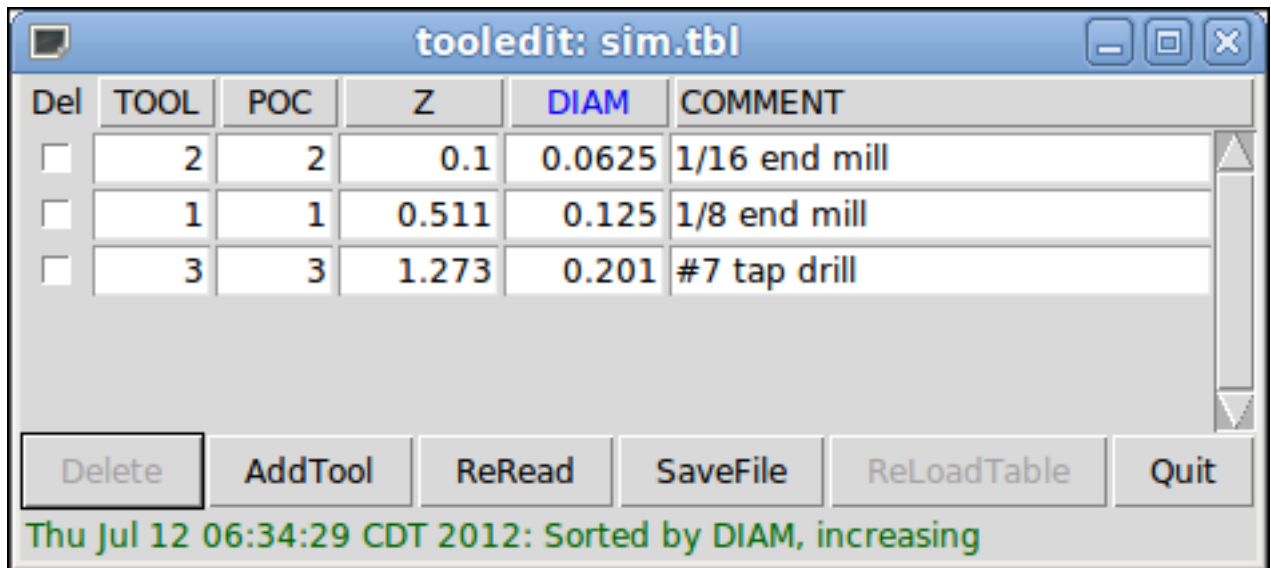 tooledit: sim.tbl
Del TOOL POC Z DIAM COMMENT
2 2 0.1 0.0625 1/16 end mill
1 1 0.511 0.125 1/8 end mill
3 3 1.273 0.201 #7 tap drill
Delete AddTool ReRead SaveFile ReLoadTable Quit
Thu Jul 12 06:34:29 CDT 2012: Sorted by DIAM, increasing